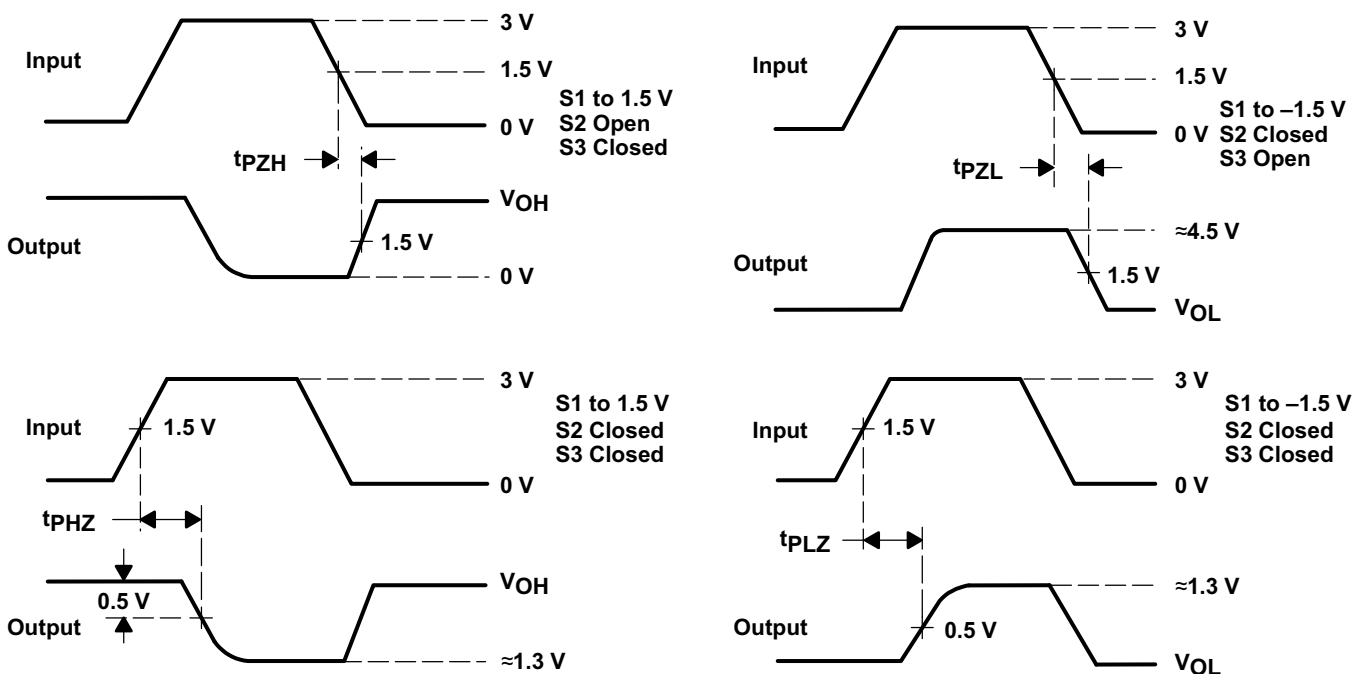 3 V
Input
1.5 V
S1 to 1.5 V
S2 Open
S3 Closed
0 V
tPZH
VOH
Output
1.5 V
0 V
3 V
Input
1.5 V
S1 to –1.5 V
0 V S2 Closed
S3 Open
tPZL
≈4.5 V
Output
1.5 V
VOL
3 V
S1 to 1.5 V
Input
1.5 V
S2 Closed
S3 Closed
0 V
tPHZ
VOH
0.5 V
Output
≈1.3 V
3 V
S1 to –1.5 V
Input
1.5 V
S2 Closed
S3 Closed
0 V
tPLZ
≈1.3 V
Output
0.5 V
VOL